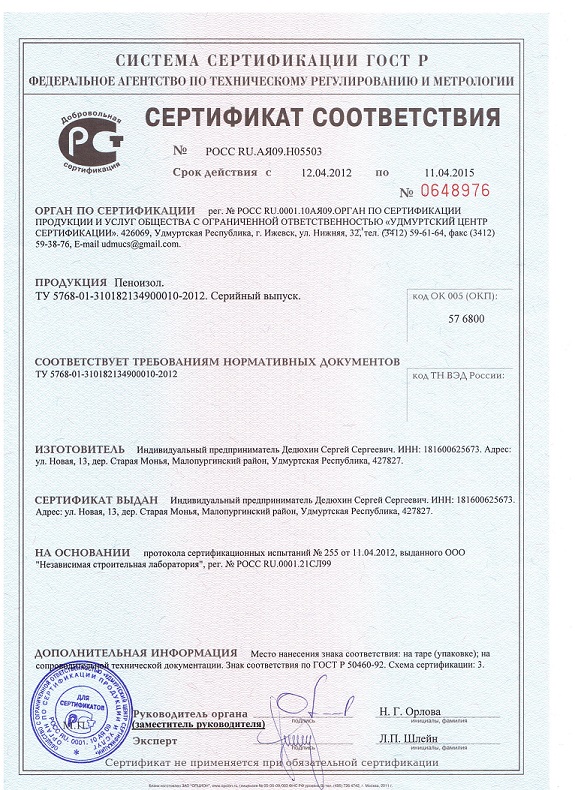 СИСТЕМА СЕРТИФИКАЦИИ ГОСТ Р
ФЕДЕРАЛЬНОЕ АГЕНТСТВО ПО ТЕХНИЧЕСКОМУ РЕГУЛИРОВАНИЮ И МЕТРОЛОГИИ
Добровольная
сертификация
СЕРТИФИКАТ СООТВЕТСТВИЯ
№ РОСС RU.АЯ09.Н05503
Срок действия с 12.04.2012 по 11.04.2015
№ 0648976
ОРГАН ПО СЕРТИФИКАЦИИ рег. № РОСС RU.0001.10АЯ09.ОРГАН ПО СЕРТИФИКАЦИИ
ПРОДУКЦИИ И УСЛУГ ОБЩЕСТВА С ОГРАНИЧЕННОЙ ОТВЕТСТВЕННОСТЬЮ «УДМУРТСКИЙ ЦЕНТР
СЕРТИФИКАЦИИ». 426069, Удмуртская Республика, г. Ижевск, ул. Нижняя, 32, тел. (3412) 59-61-64, факс (3412)
59-38-76, E-mail udmucs@gmail.com.
ПРОДУКЦИЯ Пеноизол.
ТУ 5768-01-310182134900010-2012. Серийный выпуск.
код ОК 005 (ОКП):
57 6800
СООТВЕТСТВУЕТ ТРЕБОВАНИЯМ НОРМАТИВНЫХ ДОКУМЕНТОВ
ТУ 5768-01-310182134900010-2012
код ТН ВЭД России:
ИЗГОТОВИТЕЛЬ Индивидуальный предприниматель Дедюхин Сергей Сергеевич. ИНН: 181600625673. Адрес:
ул. Новая, 13, дер. Старая Монья, Малопургинский район, Удмуртская Республика, 427827.
СЕРТИФИКАТ ВЫДАН Индивидуальный предприниматель Дедюхин Сергей Сергеевич. ИНН: 181600625673.
Адрес: ул. Новая, 13, дер. Старая Монья, Малопургинский район, Удмуртская Республика, 427827.
НА ОСНОВАНИИ протокола сертификационных испытаний № 255 от 11.04.2012, выданного ООО
"Независимая строительная лаборатория", рег. № РОСС RU.0001.21СЛ99
ДОПОЛНИТЕЛЬНАЯ ИНФОРМАЦИЯ Место нанесения знака соответствия: на таре (упаковке); на
сопроводительной технической документации. Знак соответствия по ГОСТ Р 50460-92. Схема сертификации: 3.
ДЛЯ
СЕРТИФИКАТОВ
М.П.
Руководитель органа
(заместитель руководителя)
подпись
Н. Г. Орлова
инициалы, фамилия
Эксперт
подпись
Л.П. Шлейн
инициалы, фамилия
Сертификат не применяется при обязательной сертификации